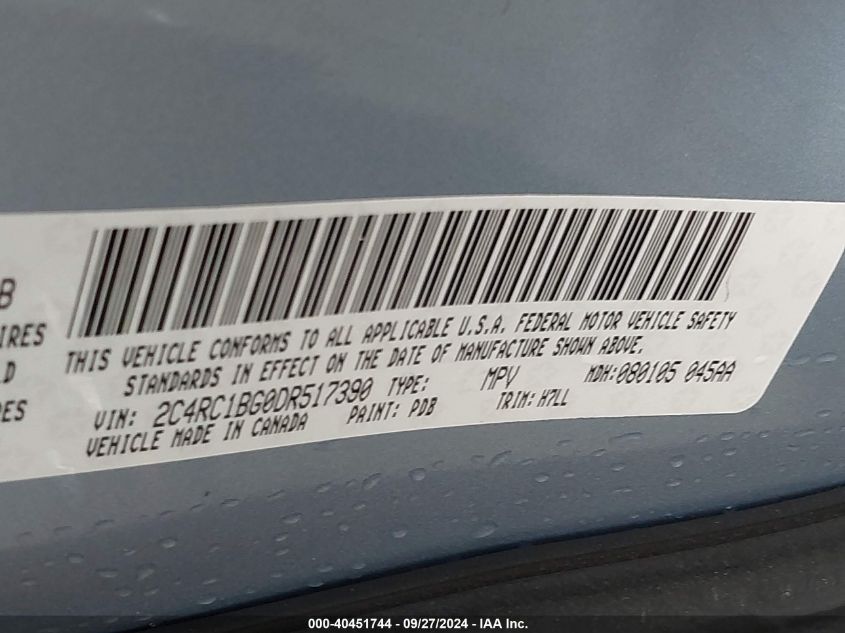 B
IRES
LD
RES
THIS VEHICLE CONFORMS TO ALL APPLICABLE U.S.A. FEDERAL MOTOR VEHICLE SAFETY
STANDARDS IN EFFECT ON THE DATE OF MANUFACTURE SHOWN ABOVE.
VIN: 2C4RC1BG0DR517390 TYPE: MPV MDH:080105 045AA
VEHICLE MADE IN CANADA PAINT: PDB TRIM: H7LL
000-40451744 - 09/27/2024 - IAA Inc.